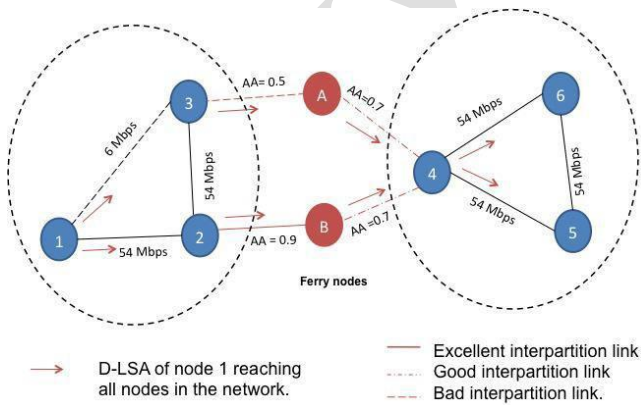 AA= 0.5
A
AA=0.7
3
6
6 Mbps
54 Mbps
54 Mbps
4
54 Mbps
54 Mbps
1
54 Mbps
2
AA = 0.9
B
AA = 0.7
5
Ferry nodes
D-LSA of node 1 reaching
all nodes in the network.
Excellent interpartition link
Good interpartition link
Bad interpartition link.